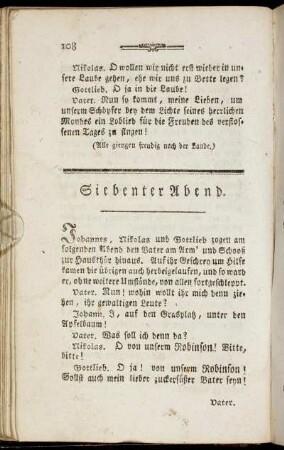 108
Nikolas. O wollen wir nicht erst wieder in un-
sere Laube gehen, ehe wir uns zu Bette legen?
Gottlieb. O ja in die Laube!
Vater. Nun so kommt, meine Lieben, um
unserm Schöpfer bey dem Lichte seines herrlichen
Mondes ein Loblied für die Freuden des verflos-
senen Tages zu singen!
(Alle giengen freudig nach der Laube.)
Siebenter Abend.
Johannes, Nikolas und Gottlieb zogen am
folgenden Abend den Vater am Arm' und Schooß
zur Hausthür hinaus. Auf ihr Geschrey um Hilfe
kamen die übrigen auch herbeigelaufen, und so ward
er, ohne weitere Umstände, von allen fortgeschleppt.
Vater. Nun! wohin wollt ihr mich denn zie-
hen, ihr gewaltigen Leute?
Johann. J, auf den Grasplatz, unter den
Apfelbaum!
Vater. Was soll ich denn da?
Nikolas. O von unserm Robinson! Bitte,
bitte!
Gottlieb. O ja! von unserm Robinson!
Sollst auch mein lieber zuckersüßer Vater seyn!
Vater.